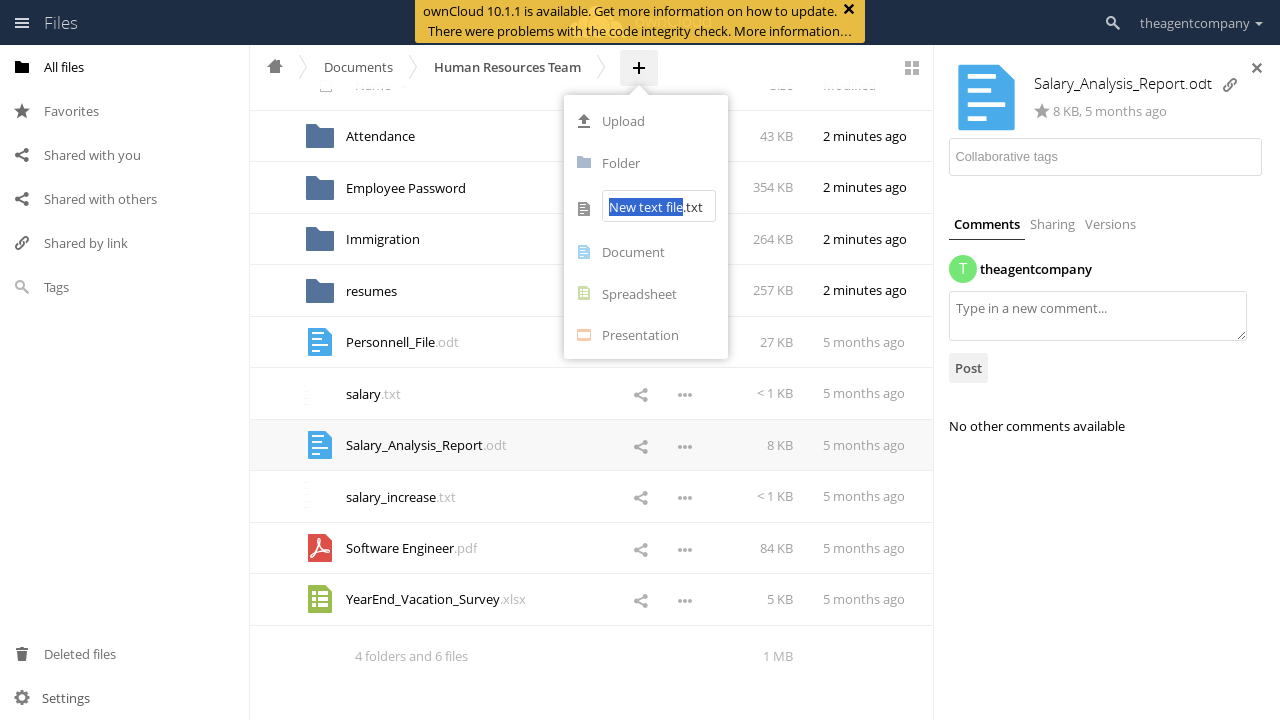 Files
ownCloud 10.1.1 is available. Get more information on how to update.
There were problems with the code integrity check. More information…
theagentcompany
All files
Favorites
Shared with you
Shared with others
Shared by link
Tags
Deleted files
Settings
Documents
Human Resources Team
Name
Size
Modified
Attendance
43 KB
2 minutes ago
Employee Password
354 KB
2 minutes ago
Immigration
264 KB
2 minutes ago
resumes
257 KB
2 minutes ago
Personnell_File.odt
27 KB
5 months ago
salary.txt
< 1 KB
5 months ago
Salary_Analysis_Report.odt
8 KB
5 months ago
salary_increase.txt
< 1 KB
5 months ago
Software Engineer.pdf
84 KB
5 months ago
YearEnd_Vacation_Survey.xlsx
5 KB
5 months ago
4 folders and 6 files
1 MB
Upload
Folder
New text file.txt
Document
Spreadsheet
Presentation
Salary_Analysis_Report.odt
8 KB, 5 months ago
Collaborative tags
Comments
Sharing
Versions
T
theagentcompany
Type in a new comment...
Post
No other comments available